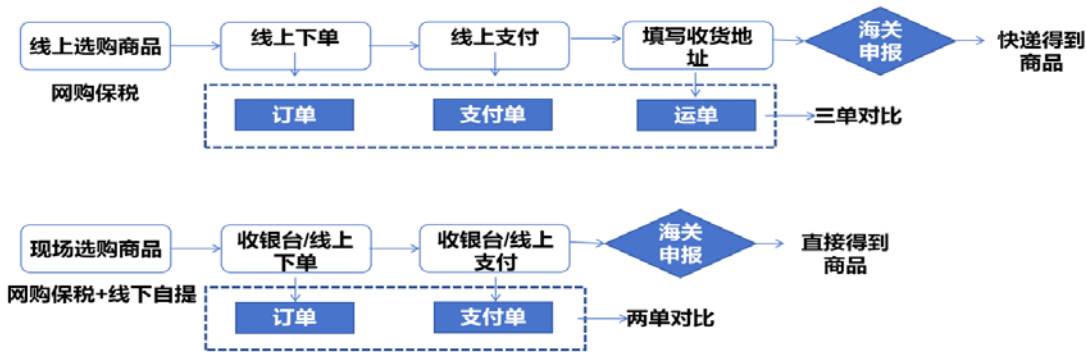 线上选购商品
线上下单
线上支付
填写收货地
址
海关
申报
快递得到
商品
网购保税
订单
支付单
运单
三单对比
现场选购商品
收银台/线上
下单
收银台/线上
支付
海关
申报
直接得到
商品
网购保税+线下自提
订单
支付单
两单对比